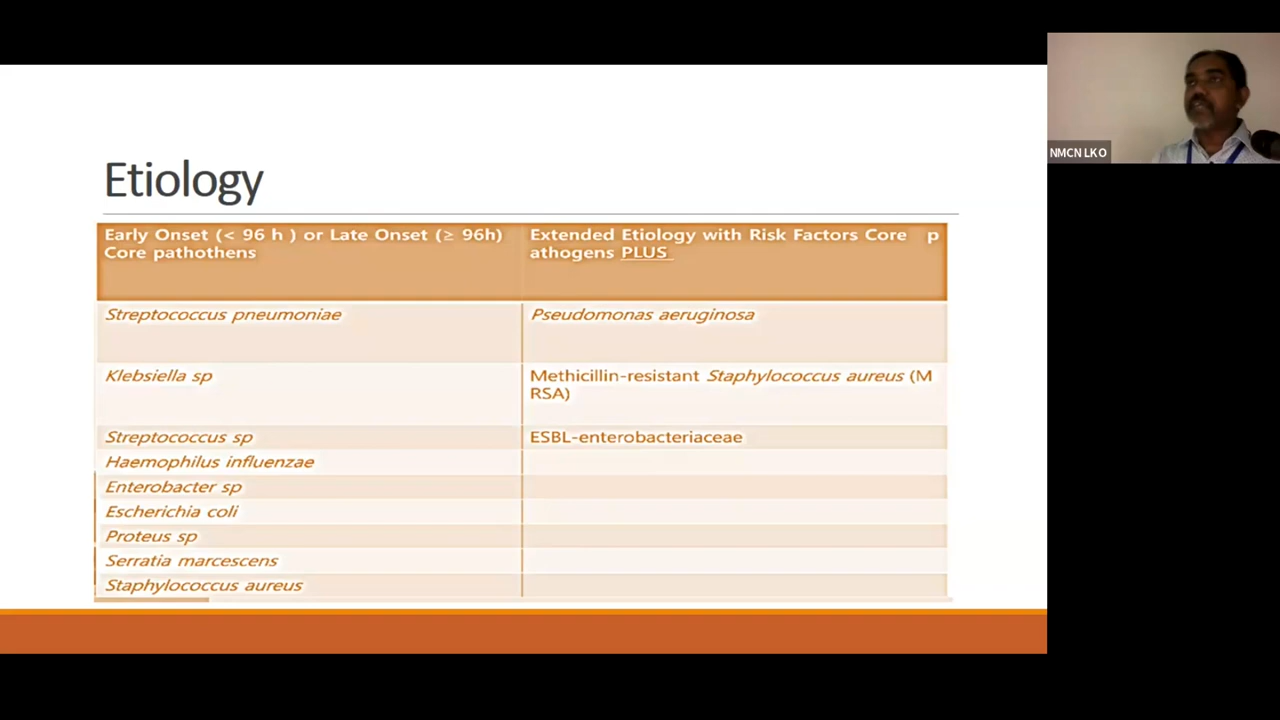 NMCN LKO
Etiology
Early Onset (< 96 h ) or Late Onset (≥ 96h)
Core pathothens
Extended Etiology with Risk Factors Core p
athogens PLUS
Streptococcus pneumoniae
Pseudomonas aeruginosa
Klebsiella sp
Methicillin-resistant Staphylococcus aureus (M
RSA)
Streptococcus sp
ESBL-enterobacteriaceae
Haemophilus influenzae
Enterobacter sp
Escherichia coli
Proteus sp
Serratia marcescens
Staphylococcus aureus